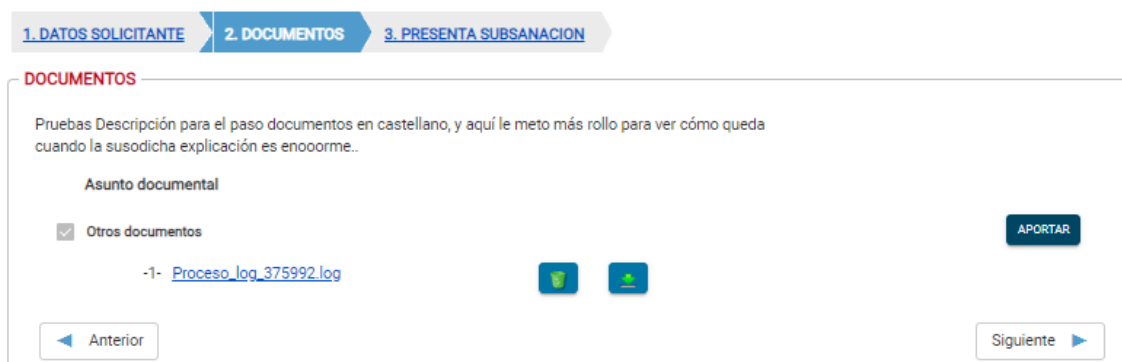 1. DATOS SOLICITANTE 2. DOCUMENTOS 3. PRESENTA SUBSANACION
DOCUMENTOS
Pruebas Descripción para el paso documentos en castellano, y aquí le meto más rollo para ver cómo queda
cuando la susodicha explicación es enooorme..
Asunto documental
Otros documentos APORTAR
-1- Proceso_log_375992.log
Anterior Siguiente